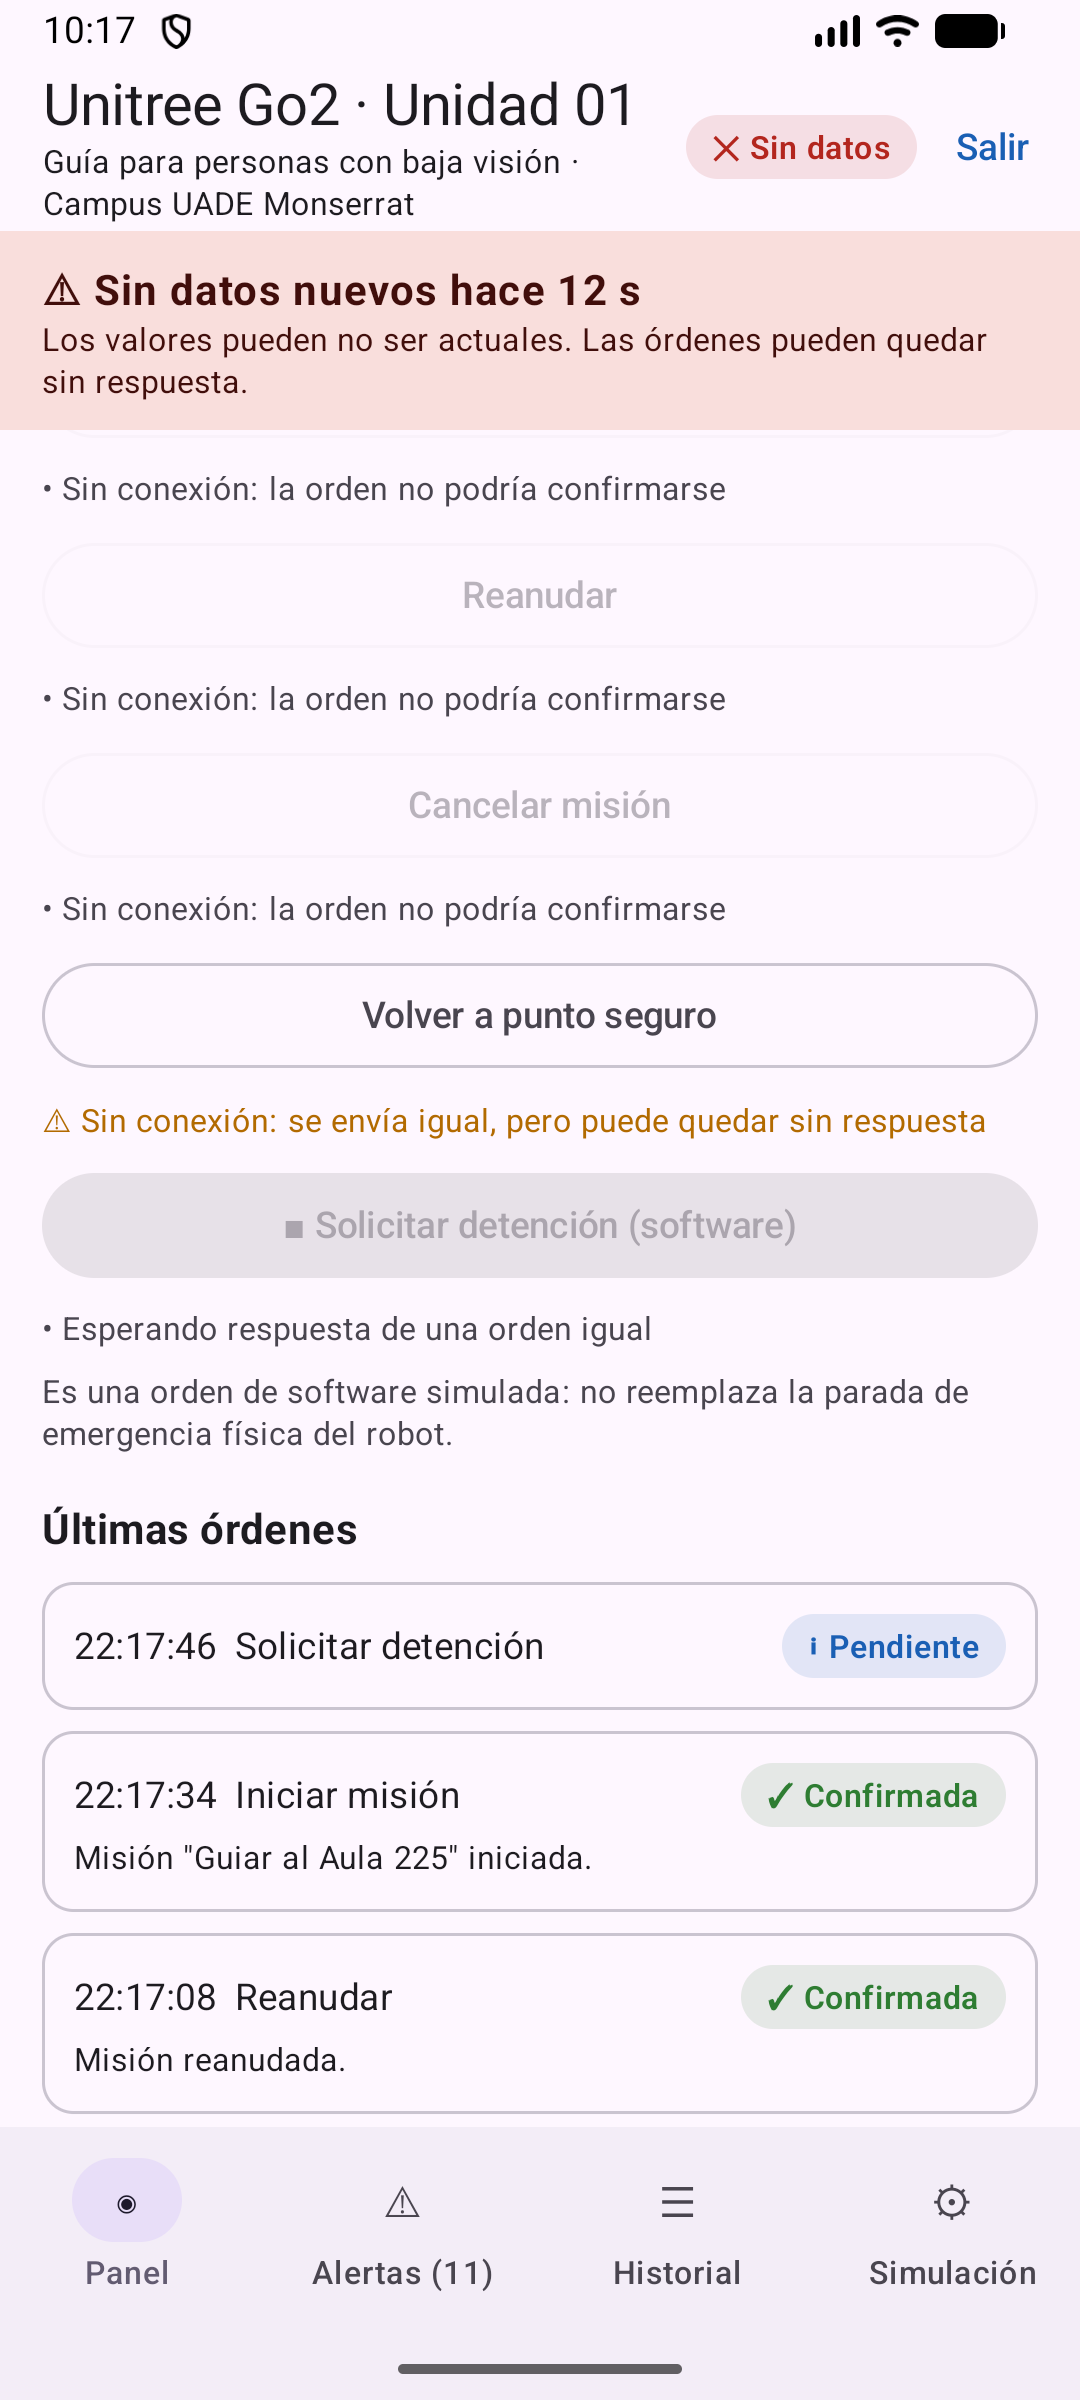 10:17
Unitree Go2 · Unidad 01
Guía para personas con baja visión ·
Campus UADE Monserrat
✕ Sin datos
Salir
⚠ Sin datos nuevos hace 12 s
Los valores pueden no ser actuales. Las órdenes pueden quedar
sin respuesta.
• Sin conexión: la orden no podría confirmarse
Reanudar
• Sin conexión: la orden no podría confirmarse
Cancelar misión
• Sin conexión: la orden no podría confirmarse
Volver a punto seguro
⚠ Sin conexión: se envía igual, pero puede quedar sin respuesta
■ Solicitar detención (software)
• Esperando respuesta de una orden igual
Es una orden de software simulada: no reemplaza la parada de
emergencia física del robot.
Últimas órdenes
22:17:46 Solicitar detención
ℹ Pendiente
22:17:34 Iniciar misión
✓ Confirmada
Misión "Guiar al Aula 225" iniciada.
22:17:08 Reanudar
✓ Confirmada
Misión reanudada.
Panel
Alertas (11)
Historial
Simulación